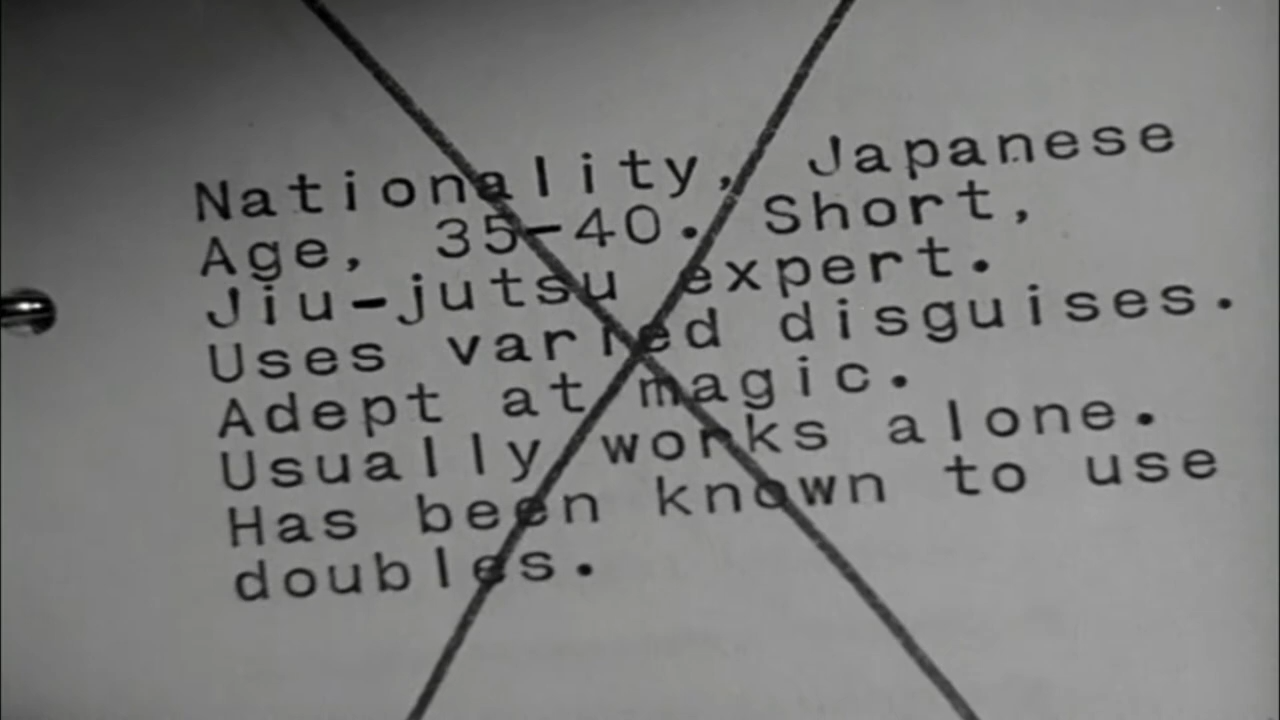 Nationality, Japanese
Age, 35-40. Short,
Jiu-jutsu expert.
Uses varied disguises.
Adept at magic.
Usually works alone.
Has been known to use
doubles.